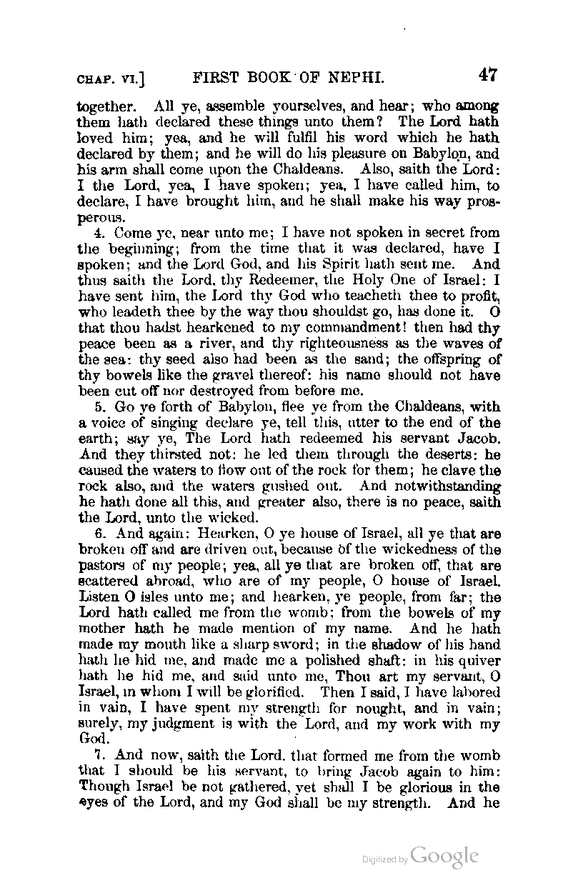 CHAP. VI.] FIRST BOOK OF NEPHI. 47
together. All ye, assemble yourselves, and hear; who among
them hath declared these things unto them? The Lord hath
loved him; yea, and he will fulfil his word which he hath
declared by them; and he will do his pleasure on Babylon, and
his arm shall come upon the Chaldeans. Also, saith the Lord:
I the Lord, yea, I have spoken; yea, I have called him, to
declare, I have brought him, and he shall make his way pros-
perous.
4. Come ye, near unto me; I have not spoken in secret from
the beginning; from the time that it was declared, have I
spoken; and the Lord God, and his Spirit hath sent me. And
thus saith the Lord, thy Redeemer, the Holy One of Israel: I
have sent him, the Lord thy God who teacheth thee to profit,
who leadeth thee by the way thou shouldst go, has done it. O
that thou hadst hearkened to my commandment! then had thy
peace been as a river, and thy righteousness as the waves of
the sea: thy seed also had been as the sand; the offspring of
thy bowels like the gravel thereof: his name should not have
been cut off nor destroyed from before me.
5. Go ye forth of Babylon, flee ye from the Chaldeans, with
a voice of singing declare ye, tell this, utter to the end of the
earth; say ye, The Lord hath redeemed his servant Jacob.
And they thirsted not: he led them through the deserts: he
caused the waters to flow out of the rock for them; he clave the
rock also, and the waters gushed out. And notwithstanding
he hath done all this, and greater also, there is no peace, saith
the Lord, unto the wicked.
6. And again: Hearken, O ye house of Israel, all ye that are
broken off and are driven out, because of the wickedness of the
pastors of my people; yea, all ye that are broken off, that are
scattered abroad, who are of my people, O house of Israel.
Listen O isles unto me; and hearken, ye people, from far; the
Lord hath called me from the womb; from the bowels of my
mother hath he made mention of my name. And he hath
made my mouth like a sharp sword; in the shadow of his hand
hath he hid me, and made me a polished shaft: in his quiver
hath he hid me, and said unto me, Thou art my servant, O
Israel, in whom I will be glorified. Then I said, I have labored
in vain, I have spent my strength for nought, and in vain;
surely, my judgment is with the Lord, and my work with my
God.
7. And now, saith the Lord, that formed me from the womb
that I should be his servant, to bring Jacob again to him:
Though Israel be not gathered, yet shall I be glorious in the
eyes of the Lord, and my God shall be my strength. And he
Digitized by Google